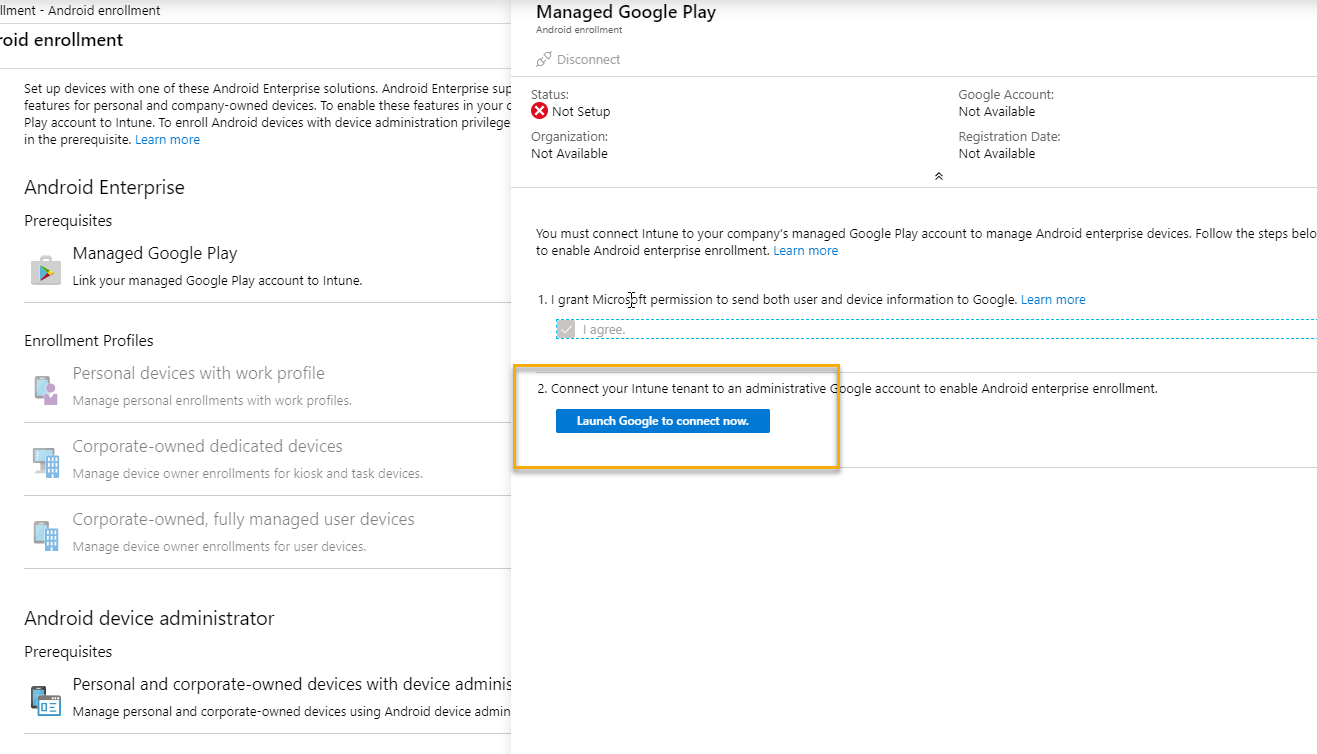 llment - Android enrollment
roid enrollment
Set up devices with one of these Android Enterprise solutions. Android Enterprise sup
features for personal and company-owned devices. To enable these features in your o
Play account to Intune. To enroll Android devices with device administration privilege
in the prerequisite. Learn more
Android Enterprise
Prerequisites
Managed Google Play
Link your managed Google Play account to Intune.
Enrollment Profiles
Personal devices with work profile
Manage personal enrollments with work profiles.
Corporate-owned dedicated devices
Manage device owner enrollments for kiosk and task devices.
Corporate-owned, fully managed user devices
Manage device owner enrollments for user devices.
Android device administrator
Prerequisites
Personal and corporate-owned devices with device adminis
Manage personal and corporate-owned devices using Android device admin
Managed Google Play
Android enrollment
Disconnect
Status:
Not Setup
Organization:
Not Available
Google Account:
Not Available
Registration Date:
Not Available
You must connect Intune to your company's managed Google Play account to manage Android enterprise devices. Follow the steps belo
to enable Android enterprise enrollment. Learn more
1. I grant Microsoft permission to send both user and device information to Google. Learn more
I agree.
2. Connect your Intune tenant to an administrative Google account to enable Android enterprise enrollment.
Launch Google to connect now.